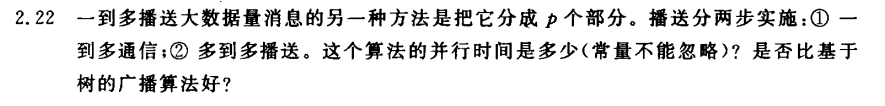 2.22 一到多播送大数据量消息的另一种方法是把它分成 p 个部分。播送分两步实施:① 一
到多通信;② 多到多播送。这个算法的并行时间是多少(常量不能忽略)? 是否比基于
树的广播算法好?